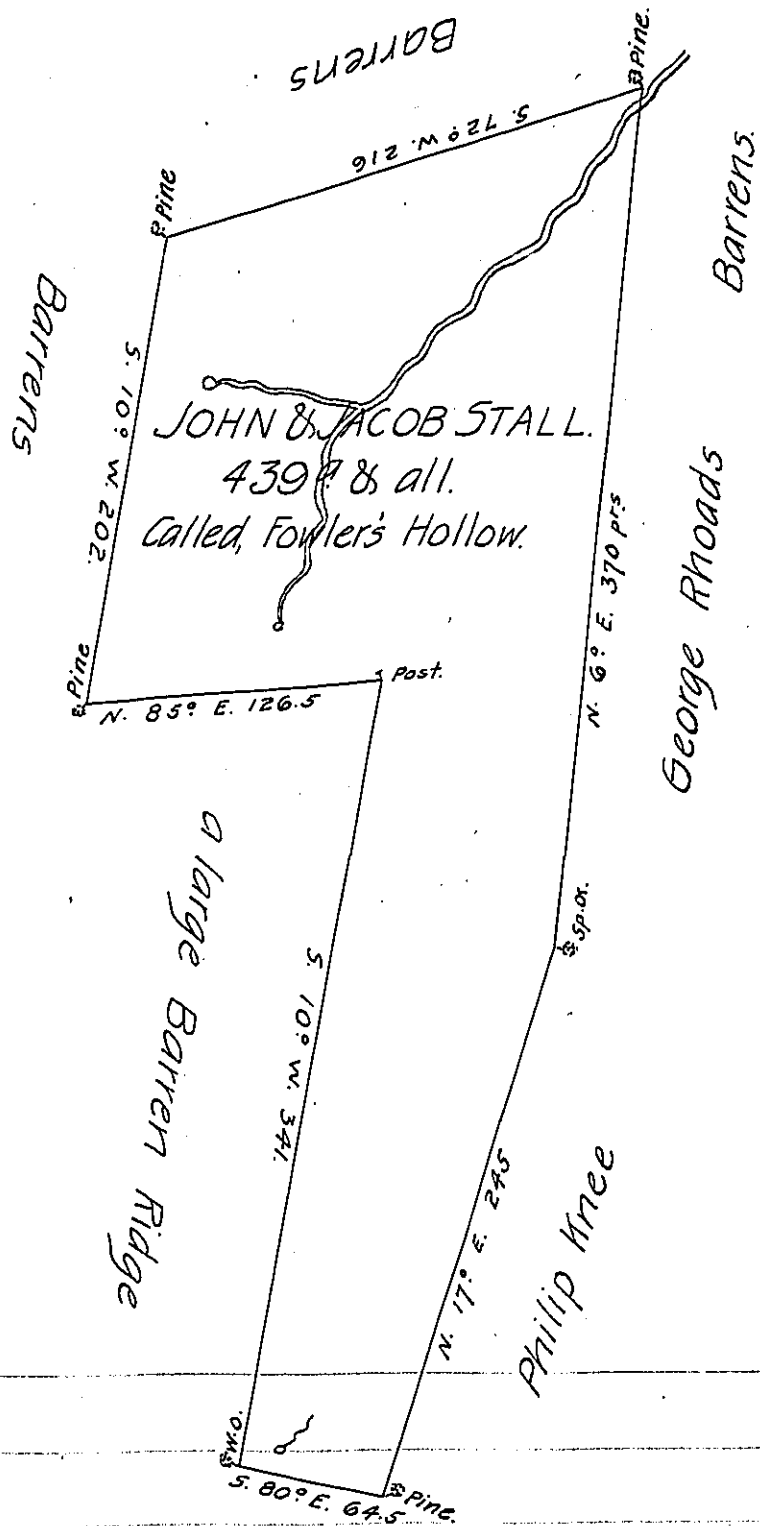 Barrens
Pine.
S. 72° W. 216
Pine
Barrens.
Barrens
S. 10° W. 202.
JOHN & JACOB STALL.
439 a. & all.
Called, Fowler's Hollow.
N. 6° E. 370 prs
George Rhoads
Post.
Pine
N. 85° E. 126.5
a large Barren Ridge
Sp. Ok.
S. 10° W. 341.
N. 17° E. 245
Philip Knee
W.O.
S. 80° E. 64.5
Pine.